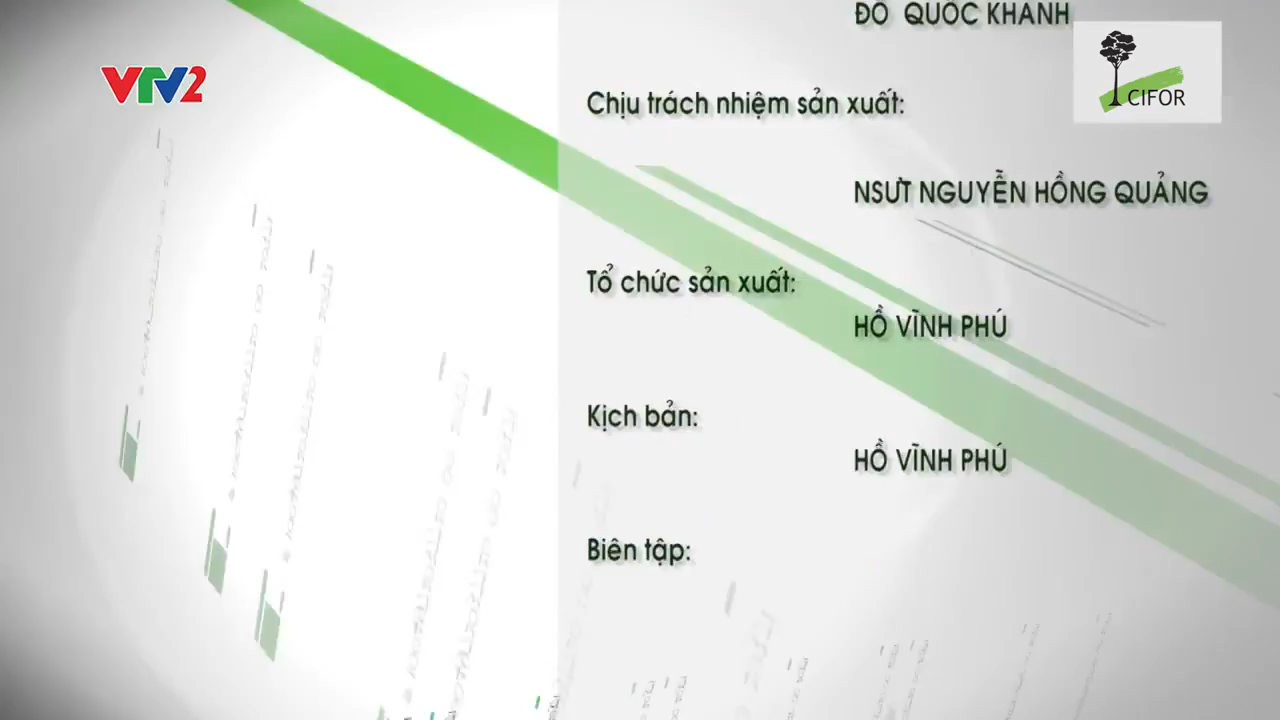 ĐỖ QUỐC KHÁNH
VTV2
CIFOR
Chịu trách nhiệm sản xuất:
NSƯT NGUYỄN HỒNG QUẢNG
Tổ chức sản xuất:
HỒ VĨNH PHÚ
Kịch bản:
HỒ VĨNH PHÚ
Biên tập: